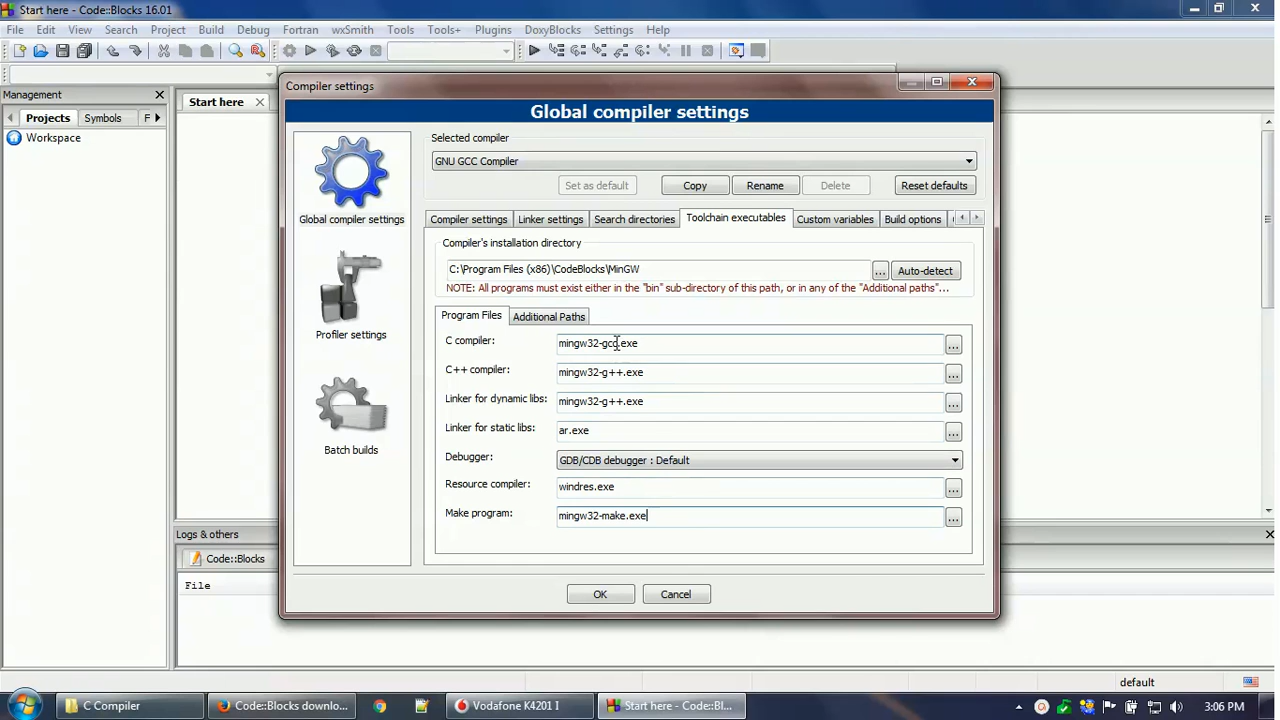 Start here - Code::Blocks 16.01
File Edit View Search Project Build Debug Fortran wxSmith Tools Tools+ Plugins DoxyBlocks Settings Help
Management
Projects Symbols F
Workspace
Start here
Compiler settings
Global compiler settings
Global compiler settings
Profiler settings
Batch builds
Selected compiler
GNU GCC Compiler
Set as default Copy Rename Delete Reset defaults
Compiler settings Linker settings Search directories Toolchain executables Custom variables Build options
Compiler's installation directory
C:\Program Files (x86)\CodeBlocks\MinGW ... Auto-detect
NOTE: All programs must exist either in the "bin" sub-directory of this path, or in any of the "Additional paths"...
Program Files Additional Paths
C compiler: mingw32-gcc.exe ...
C++ compiler: mingw32-g++.exe ...
Linker for dynamic libs: mingw32-g++.exe ...
Linker for static libs: ar.exe ...
Debugger: GDB/CDB debugger : Default
Resource compiler: windres.exe ...
Make program: mingw32-make.exe ...
OK Cancel
Logs & others
Code::Blocks
File
default
C Compiler Code::Blocks downlo... Vodafone K4201 I Start here - Code::Bl... 3:06 PM